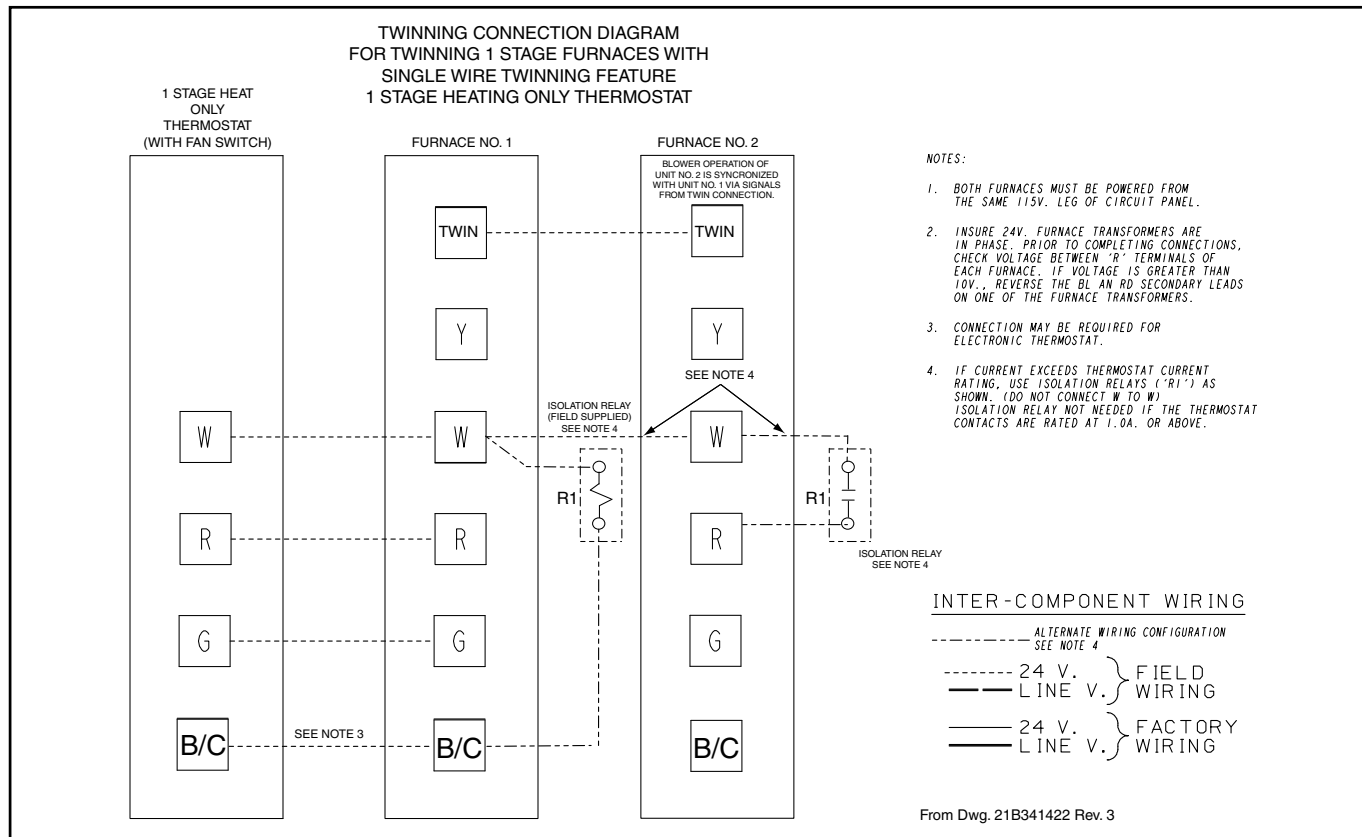 TWINNING CONNECTION DIAGRAM
FOR TWINNING 1 STAGE FURNACES WITH
SINGLE WIRE TWINNING FEATURE
1 STAGE HEATING ONLY THERMOSTAT
1 STAGE HEAT
ONLY
THERMOSTAT
(WITH FAN SWITCH)
W
R
G
B/C
SEE NOTE 3
FURNACE NO. 1
TWIN
Y
W
R
G
B/C
ISOLATION RELAY
(FIELD SUPPLIED)
SEE NOTE 4
R1
FURNACE NO. 2
BLOWER OPERATION OF
UNIT NO. 2 IS SYNCRONIZED
WITH UNIT NO. 1 VIA SIGNALS
FROM TWIN CONNECTION.
TWIN
Y
SEE NOTE 4
W
R
G
B/C
R1
ISOLATION RELAY
SEE NOTE 4
NOTES:
1. BOTH FURNACES MUST BE POWERED FROM
THE SAME 115V. LEG OF CIRCUIT PANEL.
2. INSURE 24V. FURNACE TRANSFORMERS ARE
IN PHASE. PRIOR TO COMPLETING CONNECTIONS,
CHECK VOLTAGE BETWEEN 'R' TERMINALS OF
EACH FURNACE. IF VOLTAGE IS GREATER THAN
10V., REVERSE THE BL AN RD SECONDARY LEADS
ON ONE OF THE FURNACE TRANSFORMERS.
3. CONNECTION MAY BE REQUIRED FOR
ELECTRONIC THERMOSTAT.
4. IF CURRENT EXCEEDS THERMOSTAT CURRENT
RATING, USE ISOLATION RELAYS ('R1') AS
SHOWN. (DO NOT CONNECT W TO W)
ISOLATION RELAY NOT NEEDED IF THE THERMOSTAT
CONTACTS ARE RATED AT 1.0A. OR ABOVE.
INTER-COMPONENT WIRING
ALTERNATE WIRING CONFIGURATION
SEE NOTE 4
24 V. FIELD
LINE V. WIRING
24 V. FACTORY
LINE V. WIRING
From Dwg. 21B341422 Rev. 3